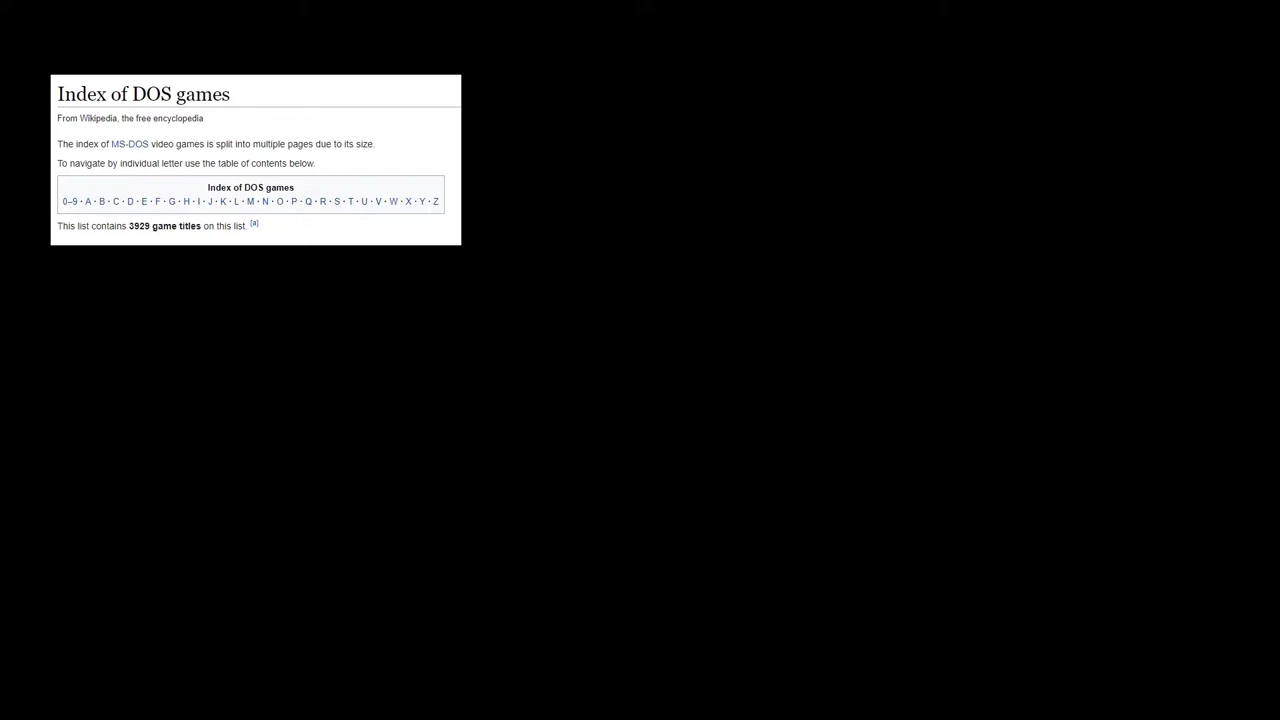 Index of DOS games
From Wikipedia, the free encyclopedia
The index of MS-DOS video games is split into multiple pages due to its size.
To navigate by individual letter use the table of contents below.
Index of DOS games
0–9 · A · B · C · D · E · F · G · H · I · J · K · L · M · N · O · P · Q · R · S · T · U · V · W · X · Y · Z
This list contains 3929 game titles on this list. [a]